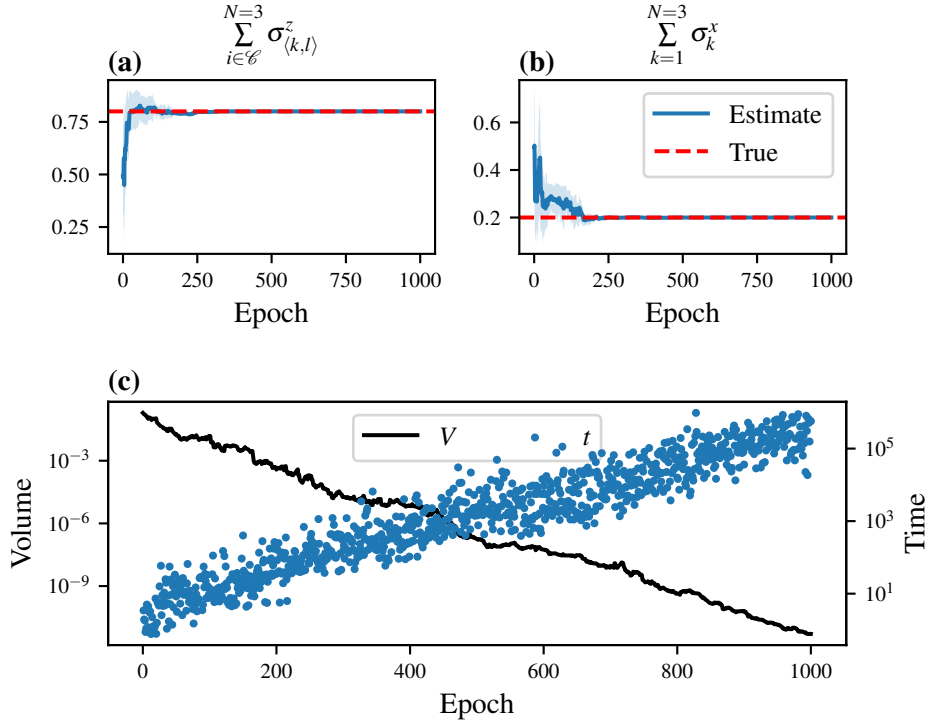 N=3
∑ σ^z_⟨k,l⟩
i∈𝒞
N=3
∑ σ^x_k
k=1
(a)
0.75
0.50
0.25
0 250 500 750 1000
Epoch
(b)
0.6
0.4
0.2
Estimate
True
0 250 500 750 1000
Epoch
(c)
Volume
10^−3
10^−6
10^−9
V t
10^5
10^3
10^1
Time
0 200 400 600 800 1000
Epoch